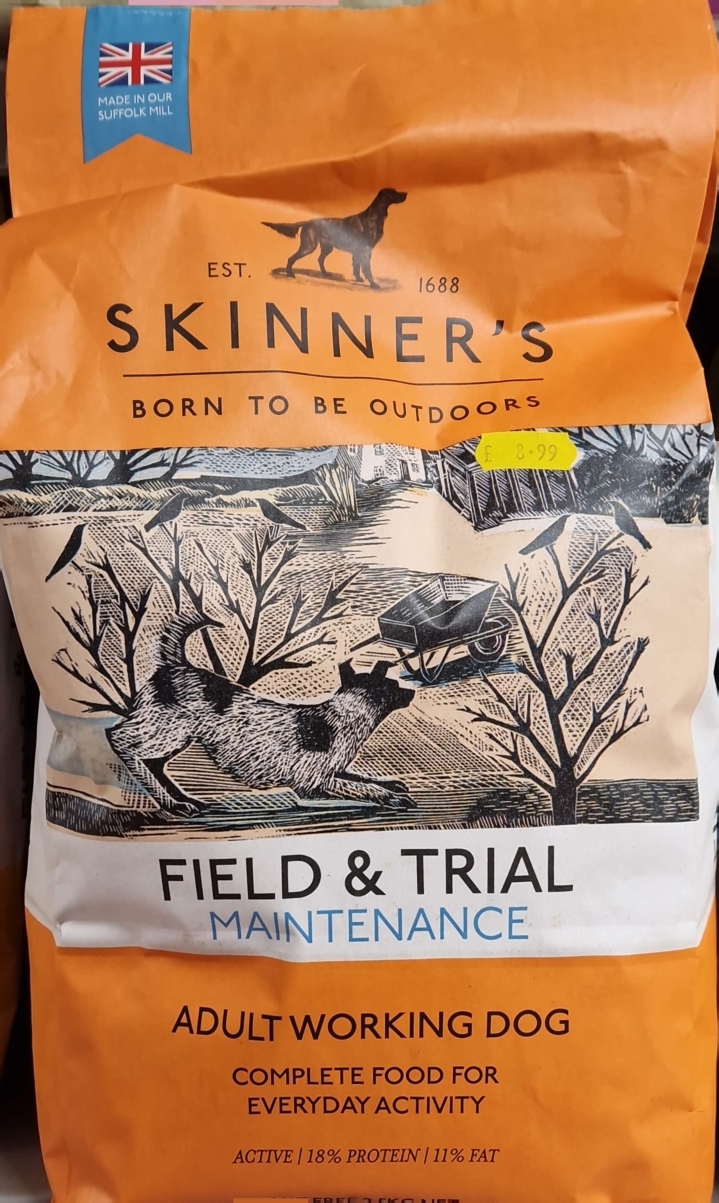 MADE IN OUR
SUFFOLK MILL
EST. 1688
SKINNER'S
BORN TO BE OUTDOORS
£ 8.99
FIELD & TRIAL
MAINTENANCE
ADULT WORKING DOG
COMPLETE FOOD FOR
EVERYDAY ACTIVITY
ACTIVE | 18% PROTEIN | 11% FAT